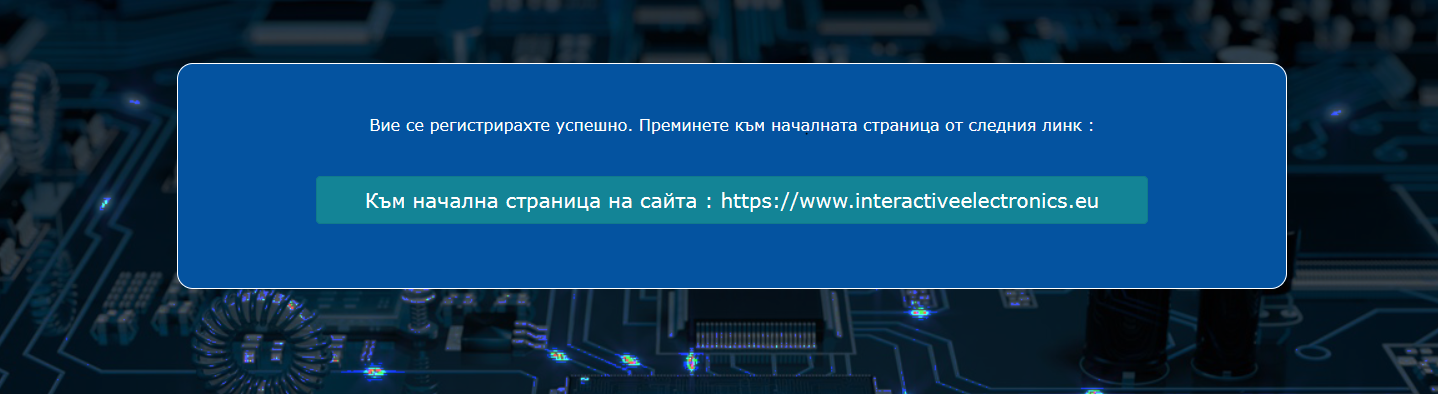 Вие се регистрирахте успешно. Преминете към началната страница от следния линк :
Към начална страница на сайта : https://www.interactiveelectronics.eu